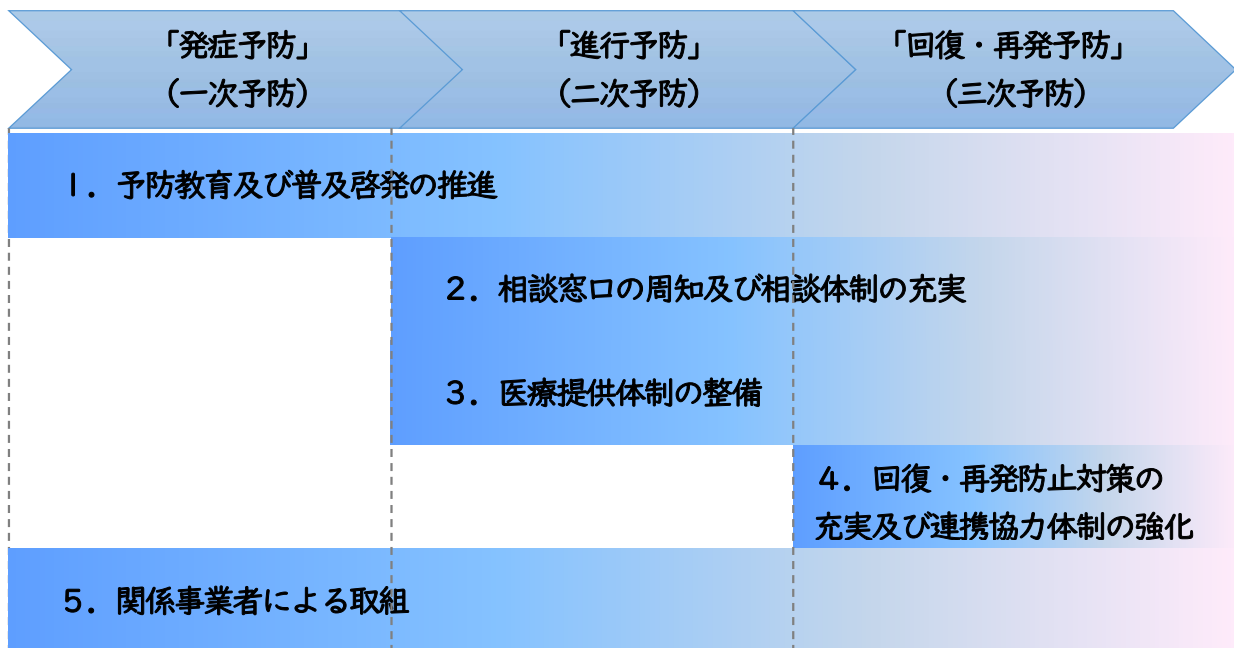 「発症予防」
（一次予防）
「進行予防」
（二次予防）
「回復・再発予防」
（三次予防）
１．予防教育及び普及啓発の推進
２．相談窓口の周知及び相談体制の充実
３．医療提供体制の整備
４．回復・再発防止対策の
充実及び連携協力体制の強化
５．関係事業者による取組